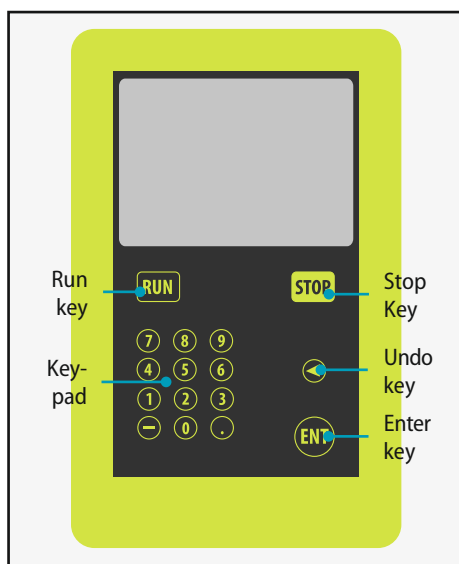 Run
key
RUN
STOP
Stop
Key
7 8 9
Key-
pad
4 5 6
1 2 3
− 0 .
Undo
key
ENT
Enter
key